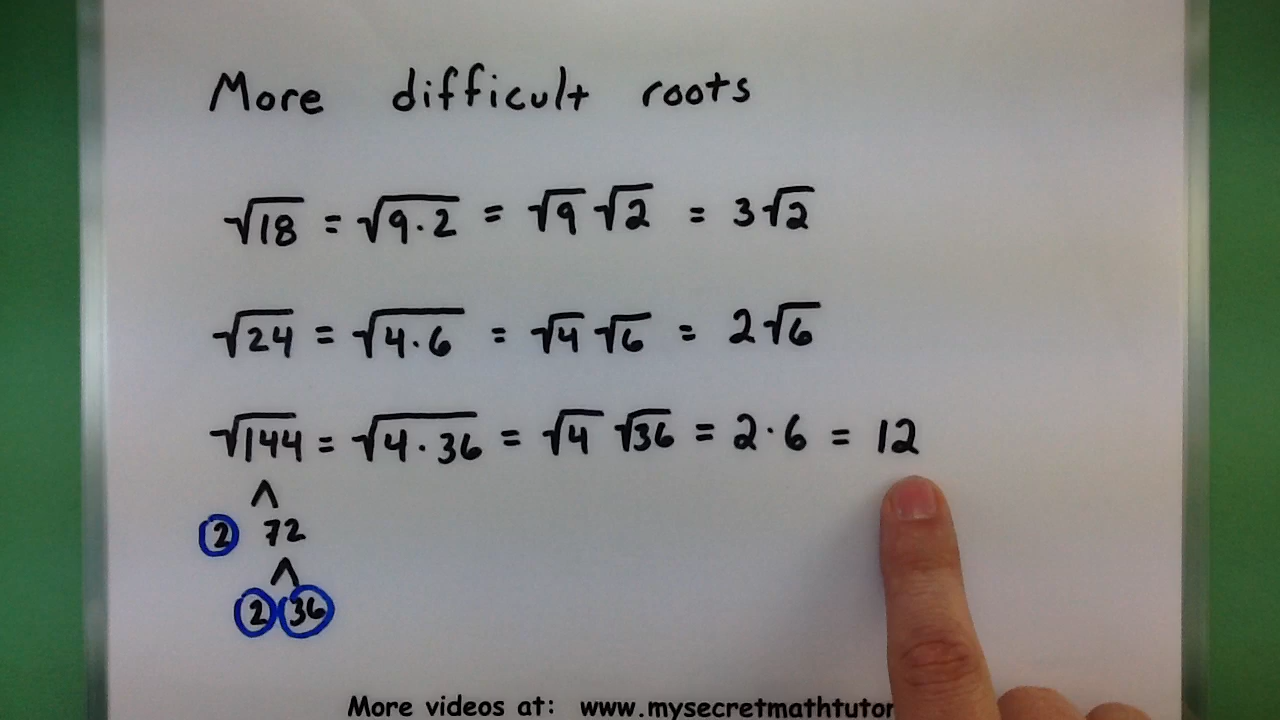 More difficult roots
√18 = √9·2 = √9 √2 = 3√2
√24 = √4·6 = √4 √6 = 2√6
√144 = √4·36 = √4 √36 = 2·6 = 12
2 72
2 36
More videos at: www.mysecretmathtutor